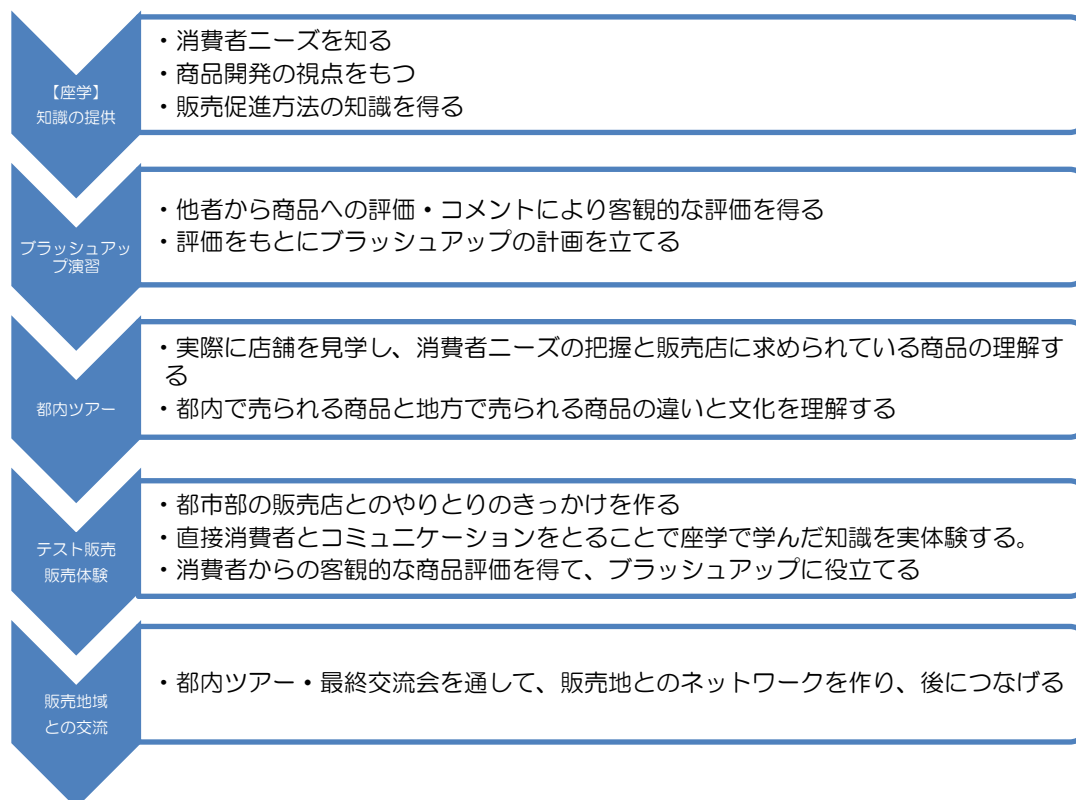 【座学】
知識の提供
・消費者ニーズを知る
・商品開発の視点をもつ
・販売促進方法の知識を得る
ブラッシュアッ
プ演習
・他者から商品への評価・コメントにより客観的な評価を得る
・評価をもとにブラッシュアップの計画を立てる
都内ツアー
・実際に店舗を見学し、消費者ニーズの把握と販売店に求められている商品の理解す
る
・都内で売られる商品と地方で売られる商品の違いと文化を理解する
テスト販売
販売体験
・都市部の販売店とのやりとりのきっかけを作る
・直接消費者とコミュニケーションをとることで座学で学んだ知識を実体験する。
・消費者からの客観的な商品評価を得て、ブラッシュアップに役立てる
販売地域
との交流
・都内ツアー・最終交流会を通して、販売地とのネットワークを作り、後につなげる